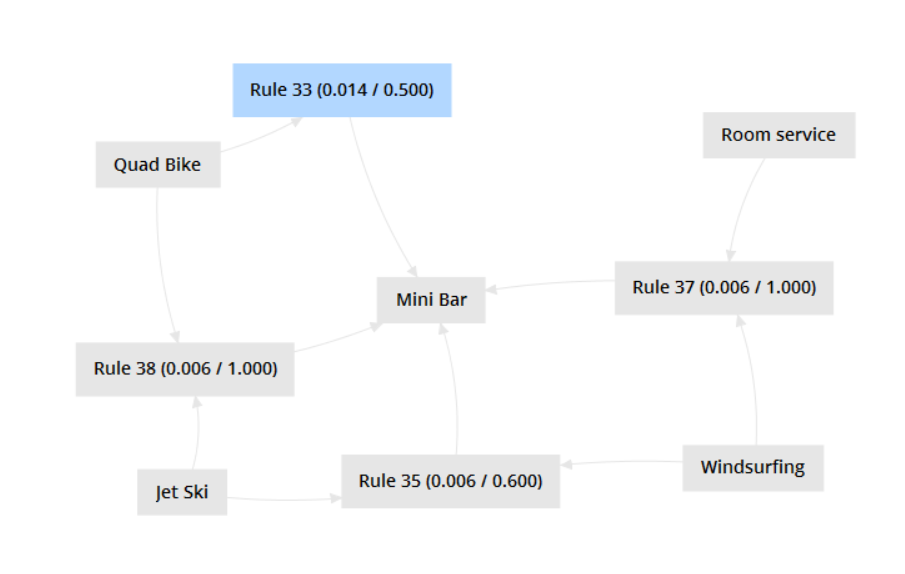 Rule 33 (0.014 / 0.500)
Room service
Quad Bike
Rule 37 (0.006 / 1.000)
Mini Bar
Rule 38 (0.006 / 1.000)
Windsurfing
Rule 35 (0.006 / 0.600)
Jet Ski